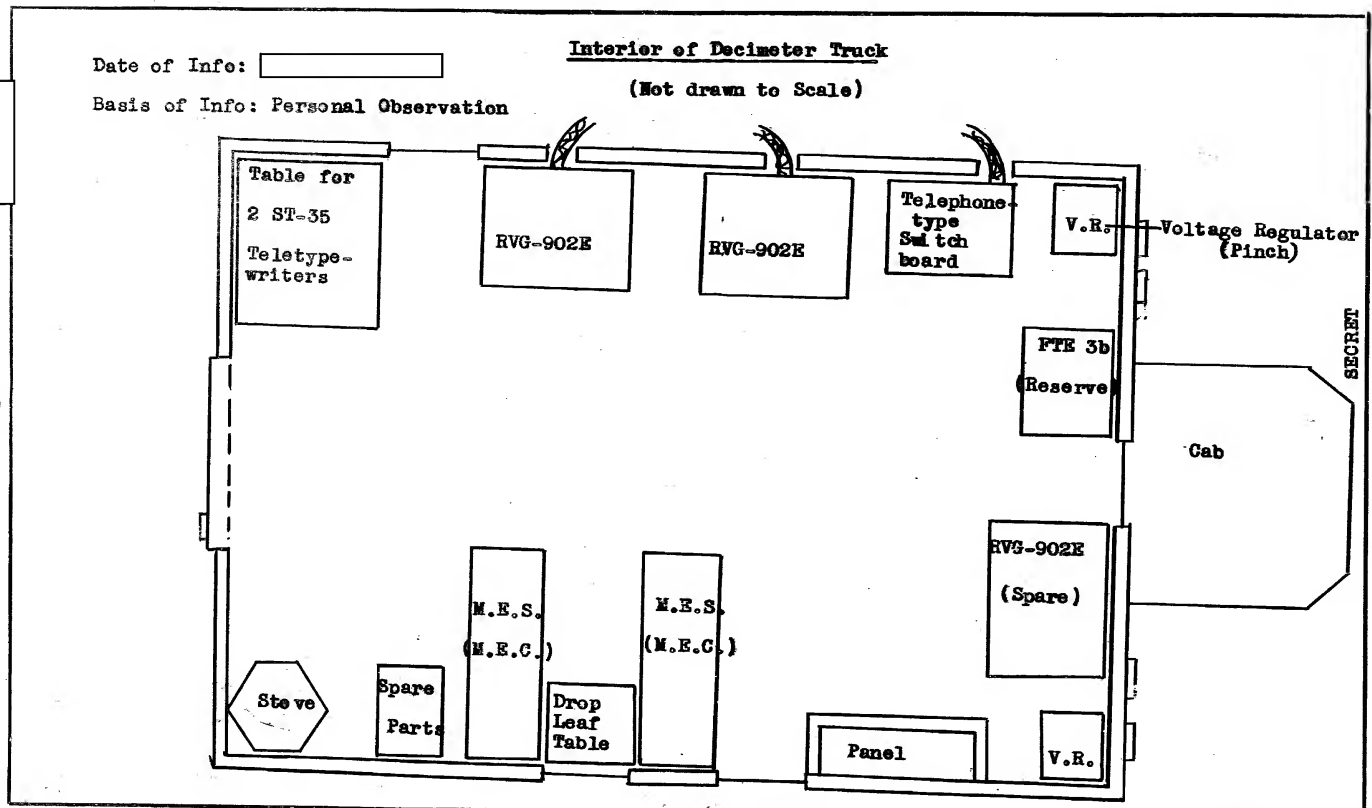 Interior of Decimeter Truck
(Not drawn to Scale)
Date of Info:
Basis of Info: Personal Observation
Table for
2 ST-35
Teletype-
writers
RVG-902E
RVG-902E
Telephone-
type
Switch
board
V.R.
Voltage Regulator
(Pinch)
SECRET
FTE 3b
(Reserve)
Cab
RVG-902E
(Spare)
M.E.S.
(M.E.C.)
M.E.S.
(M.E.C.)
Stove
Spare
Parts
Drop
Leaf
Table
Panel
V.R.